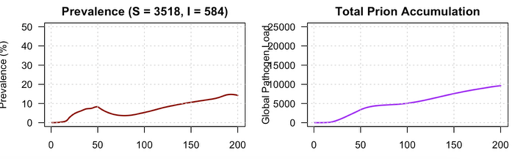 Prevalence (S = 3518, I = 584)
Prevalence (%)
50
40
30
20
10
0
0 50 100 150 200
Total Prion Accumulation
Global Pathogen Load
25000
20000
15000
10000
5000
0
0 50 100 150 200